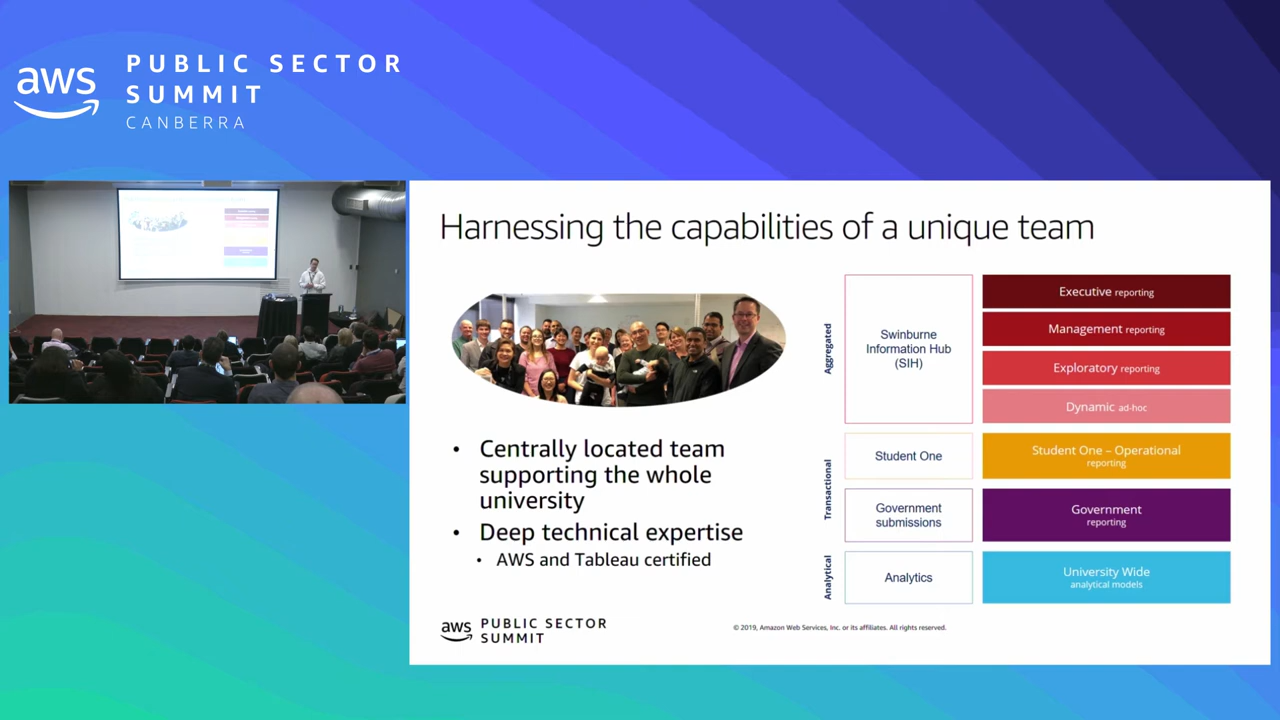 aws
PUBLIC SECTOR
SUMMIT
CANBERRA
Harnessing the capabilities of a unique team
• Centrally located team
supporting the whole
university
• Deep technical expertise
• AWS and Tableau certified
Aggregated
Swinburne
Information Hub
(SIH)
Executive reporting
Management reporting
Exploratory reporting
Dynamic ad-hoc
Transactional
Student One
Student One – Operational
reporting
Government
submissions
Government
reporting
Analytical
Analytics
University Wide
analytical models
aws
PUBLIC SECTOR
SUMMIT
© 2019, Amazon Web Services, Inc. or its affiliates. All rights reserved.